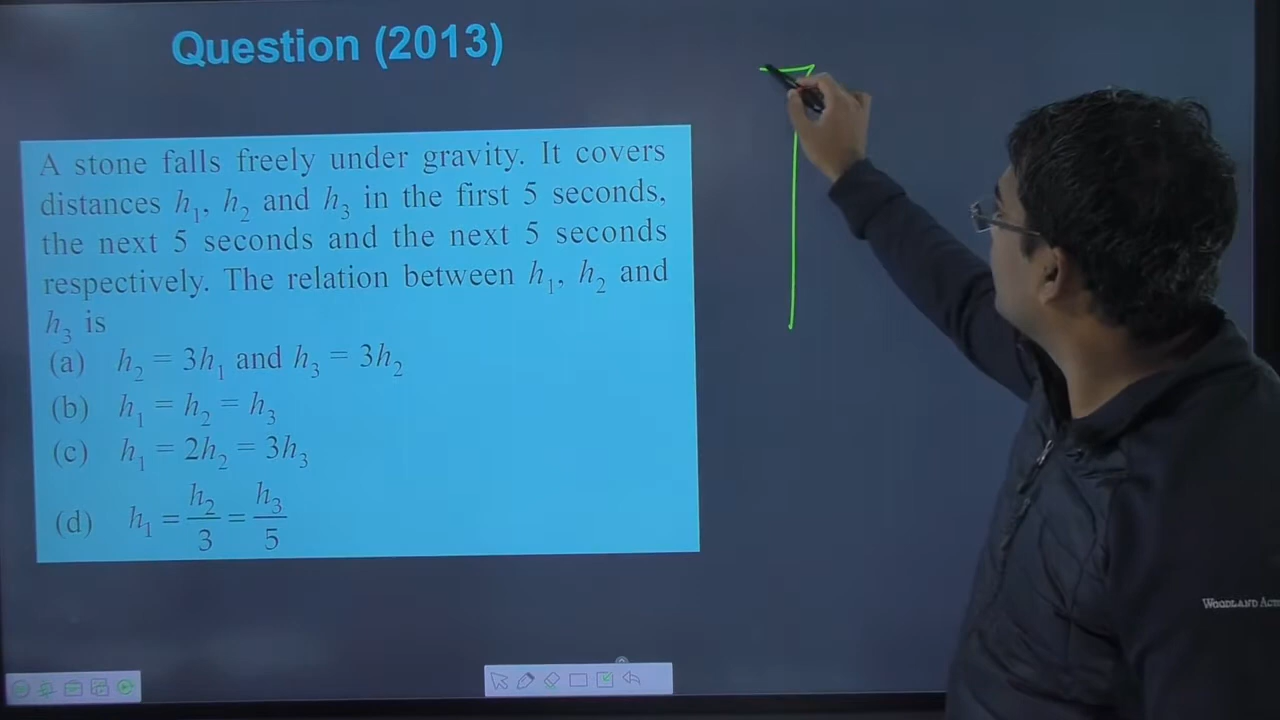 Question (2013)
A stone falls freely under gravity. It covers
distances h₁, h₂ and h₃ in the first 5 seconds,
the next 5 seconds and the next 5 seconds
respectively. The relation between h₁, h₂ and
h₃ is
(a) h₂ = 3h₁ and h₃ = 3h₂
(b) h₁ = h₂ = h₃
(c) h₁ = 2h₂ = 3h₃
(d) h₁ = h₂/3 = h₃/5
WOODLAND